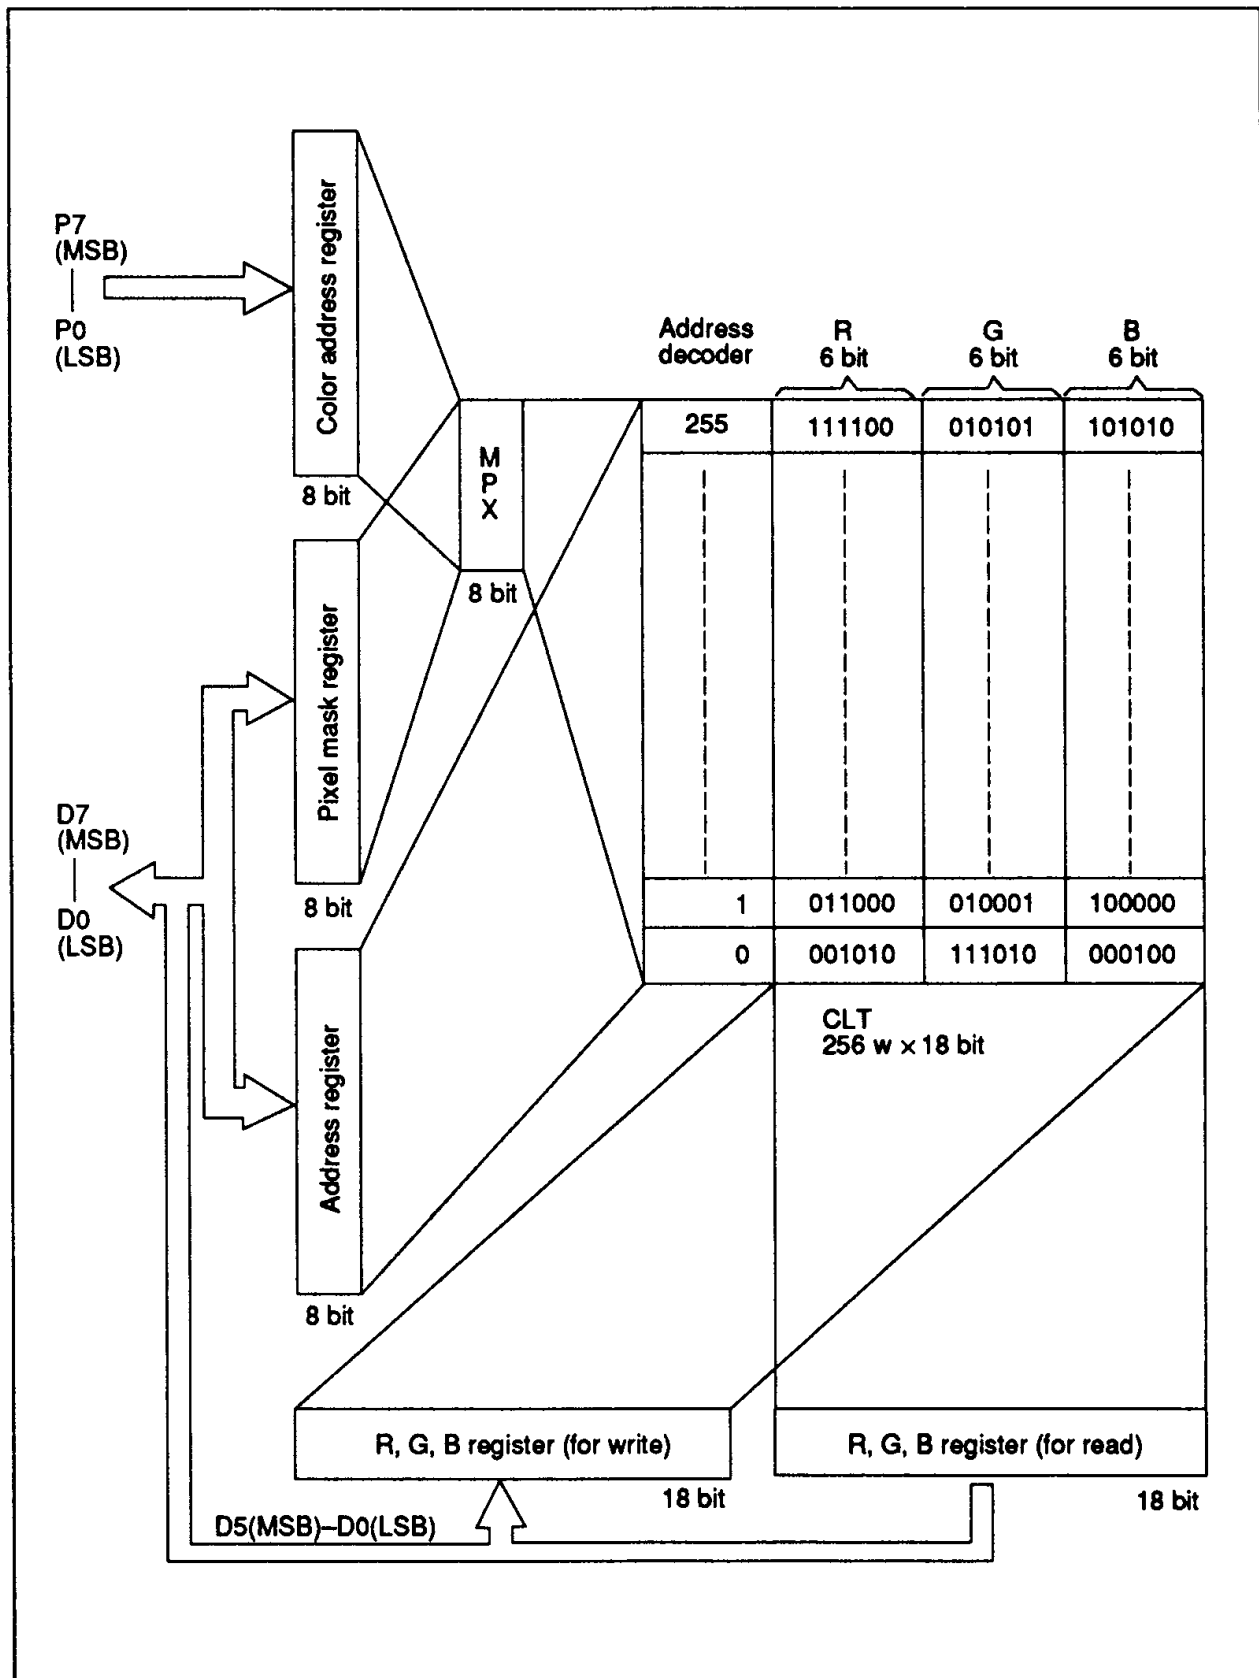 P7
(MSB)
P0
(LSB)
Color address register
8 bit
M
P
X
8 bit
Address
decoder
R
6 bit
G
6 bit
B
6 bit
255 111100 010101 101010
1 011000 010001 100000
0 001010 111010 000100
Pixel mask register
8 bit
D7
(MSB)
D0
(LSB)
Address register
8 bit
CLT
256 w × 18 bit
R, G, B register (for write)
18 bit
R, G, B register (for read)
18 bit
D5(MSB)–D0(LSB)